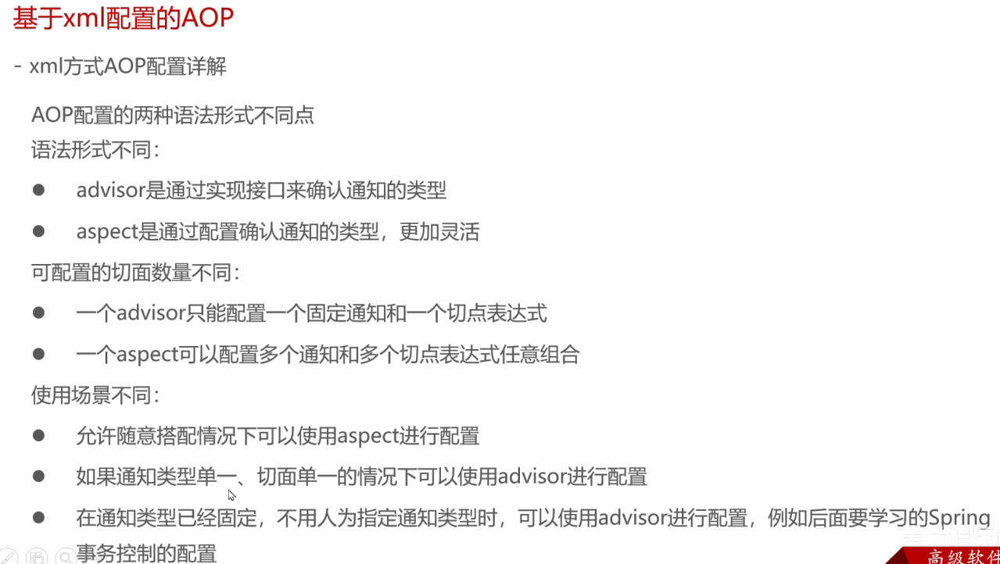 基于xml配置的AOP
- xml方式AOP配置详解
AOP配置的两种语法形式不同点
语法形式不同：
● advisor是通过实现接口来确认通知的类型
● aspect是通过配置确认通知的类型，更加灵活
可配置的切面数量不同：
● 一个advisor只能配置一个固定通知和一个切点表达式
● 一个aspect可以配置多个通知和多个切点表达式任意组合
使用场景不同：
● 允许随意搭配情况下可以使用aspect进行配置
● 如果通知类型单一、切面单一的情况下可以使用advisor进行配置
● 在通知类型已经固定，不用人为指定通知类型时，可以使用advisor进行配置，例如后面要学习的Spring
事务控制的配置
高级软件